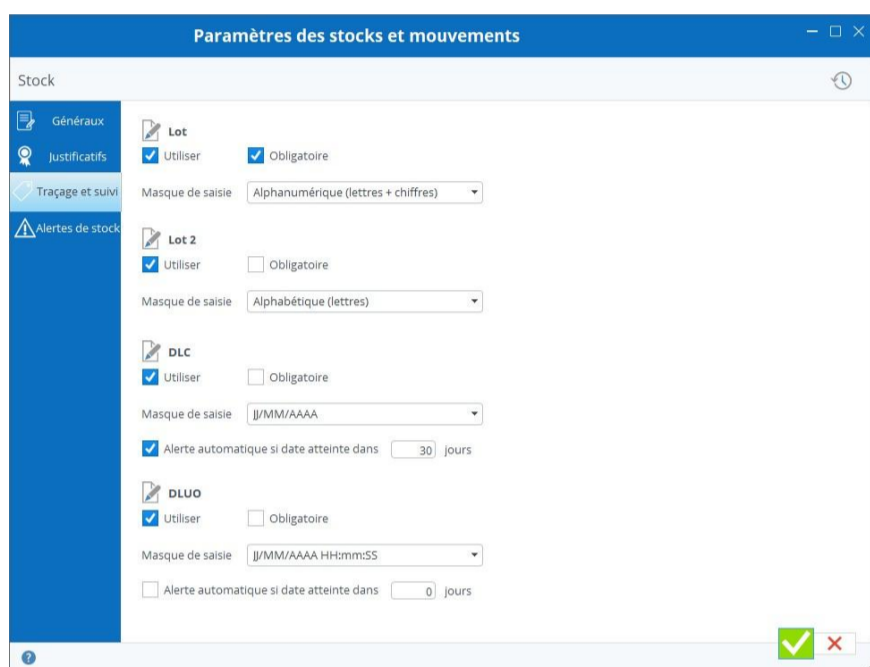 Paramètres des stocks et mouvements
Stock
Généraux
Justificatifs
Traçage et suivi
Alertes de stock
Lot
Utiliser Obligatoire
Masque de saisie Alphanumérique (lettres + chiffres)
Lot 2
Utiliser Obligatoire
Masque de saisie Alphabétique (lettres)
DLC
Utiliser Obligatoire
Masque de saisie JJ/MM/AAAA
Alerte automatique si date atteinte dans 30 jours
DLUO
Utiliser Obligatoire
Masque de saisie JJ/MM/AAAA HH:mm:SS
Alerte automatique si date atteinte dans 0 jours
?